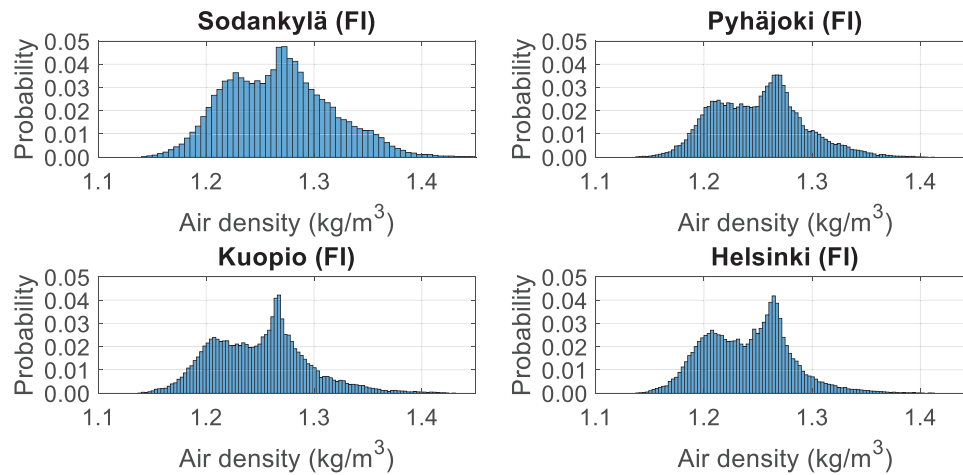 Sodankylä (FI)
Probability
0.05
0.04
0.03
0.02
0.01
0.00
1.1 1.2 1.3 1.4
Air density (kg/m³)
Pyhäjoki (FI)
Probability
0.05
0.04
0.03
0.02
0.01
0.00
1.1 1.2 1.3 1.4
Air density (kg/m³)
Kuopio (FI)
Probability
0.05
0.04
0.03
0.02
0.01
0.00
1.1 1.2 1.3 1.4
Air density (kg/m³)
Helsinki (FI)
Probability
0.05
0.04
0.03
0.02
0.01
0.00
1.1 1.2 1.3 1.4
Air density (kg/m³)